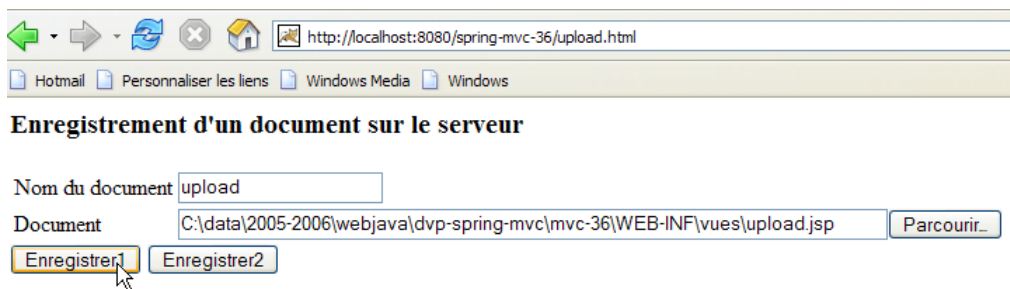 http://localhost:8080/spring-mvc-36/upload.html
Hotmail Personnaliser les liens Windows Media Windows
Enregistrement d'un document sur le serveur
Nom du document upload
Document C:\data\2005-2006\webjava\dvp-spring-mvc\mvc-36\WEB-INF\vues\upload.jsp Parcourir...
Enregistrer1 Enregistrer2